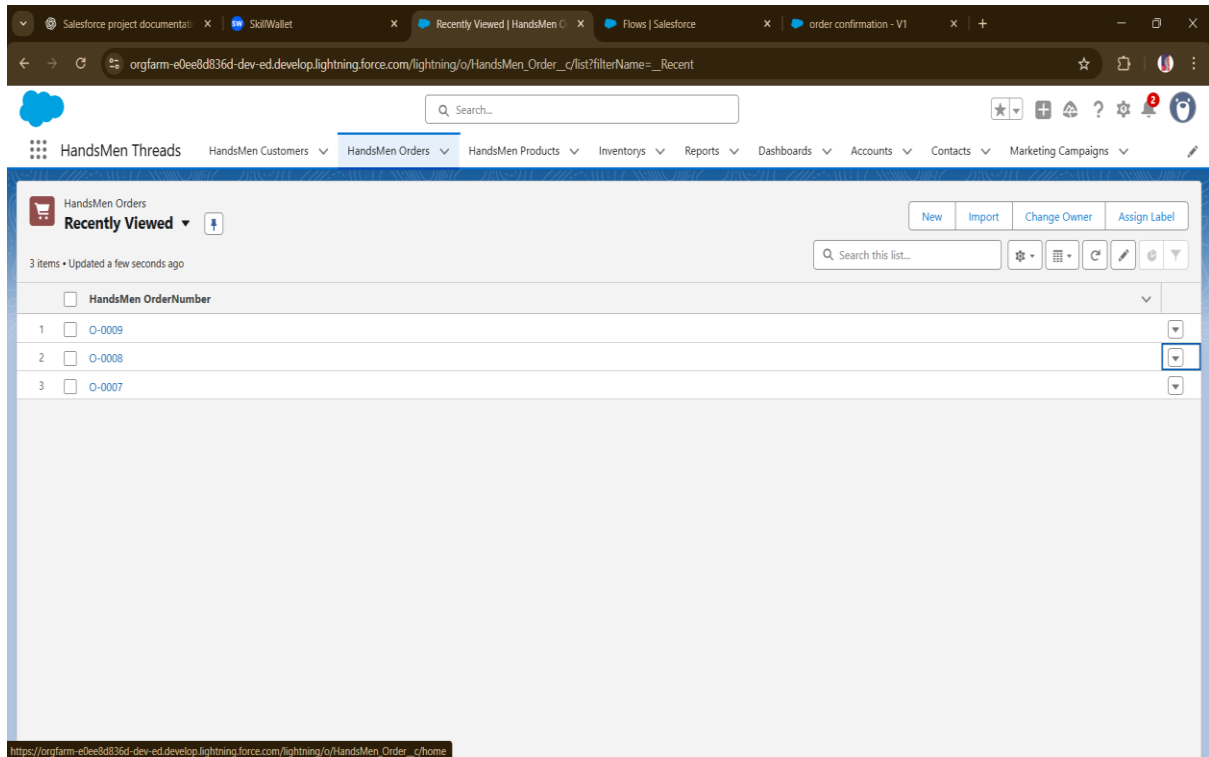 Salesforce project documentati
SkillWallet
Recently Viewed | HandsMen O
Flows | Salesforce
order confirmation - V1
orgfarm-e0ee8d836d-dev-ed.develop.lightning.force.com/lightning/o/HandsMen_Order__c/list?filterName=__Recent
Search...
2
HandsMen Threads HandsMen Customers HandsMen Orders HandsMen Products Inventorys Reports Dashboards Accounts Contacts Marketing Campaigns
HandsMen Orders
Recently Viewed
New Import Change Owner Assign Label
3 items • Updated a few seconds ago
Search this list...
HandsMen OrderNumber
1 O-0009
2 O-0008
3 O-0007
https://orgfarm-e0ee8d836d-dev-ed.develop.lightning.force.com/lightning/o/HandsMen_Order__c/home